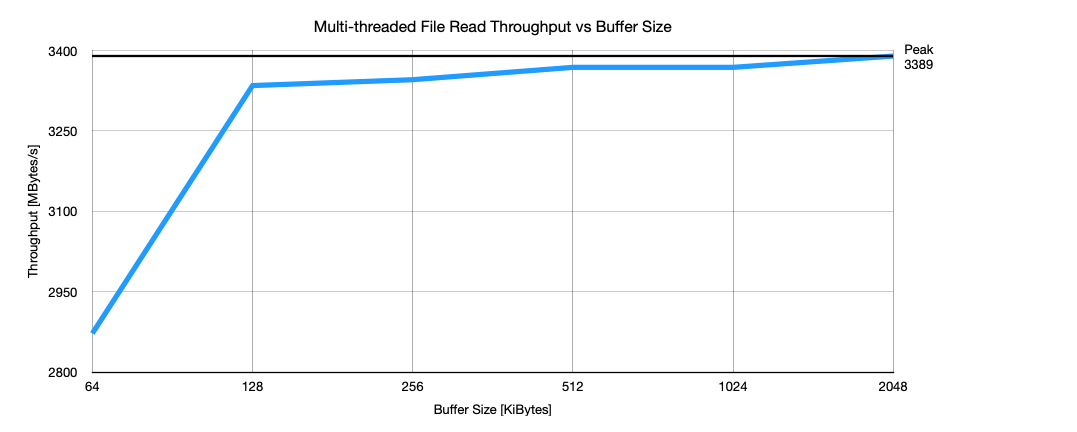 Multi-threaded File Read Throughput vs Buffer Size
3400
Peak
3389
3250
Throughput [MBytes/s]
3100
2950
2800
64 128 256 512 1024 2048
Buffer Size [KiBytes]